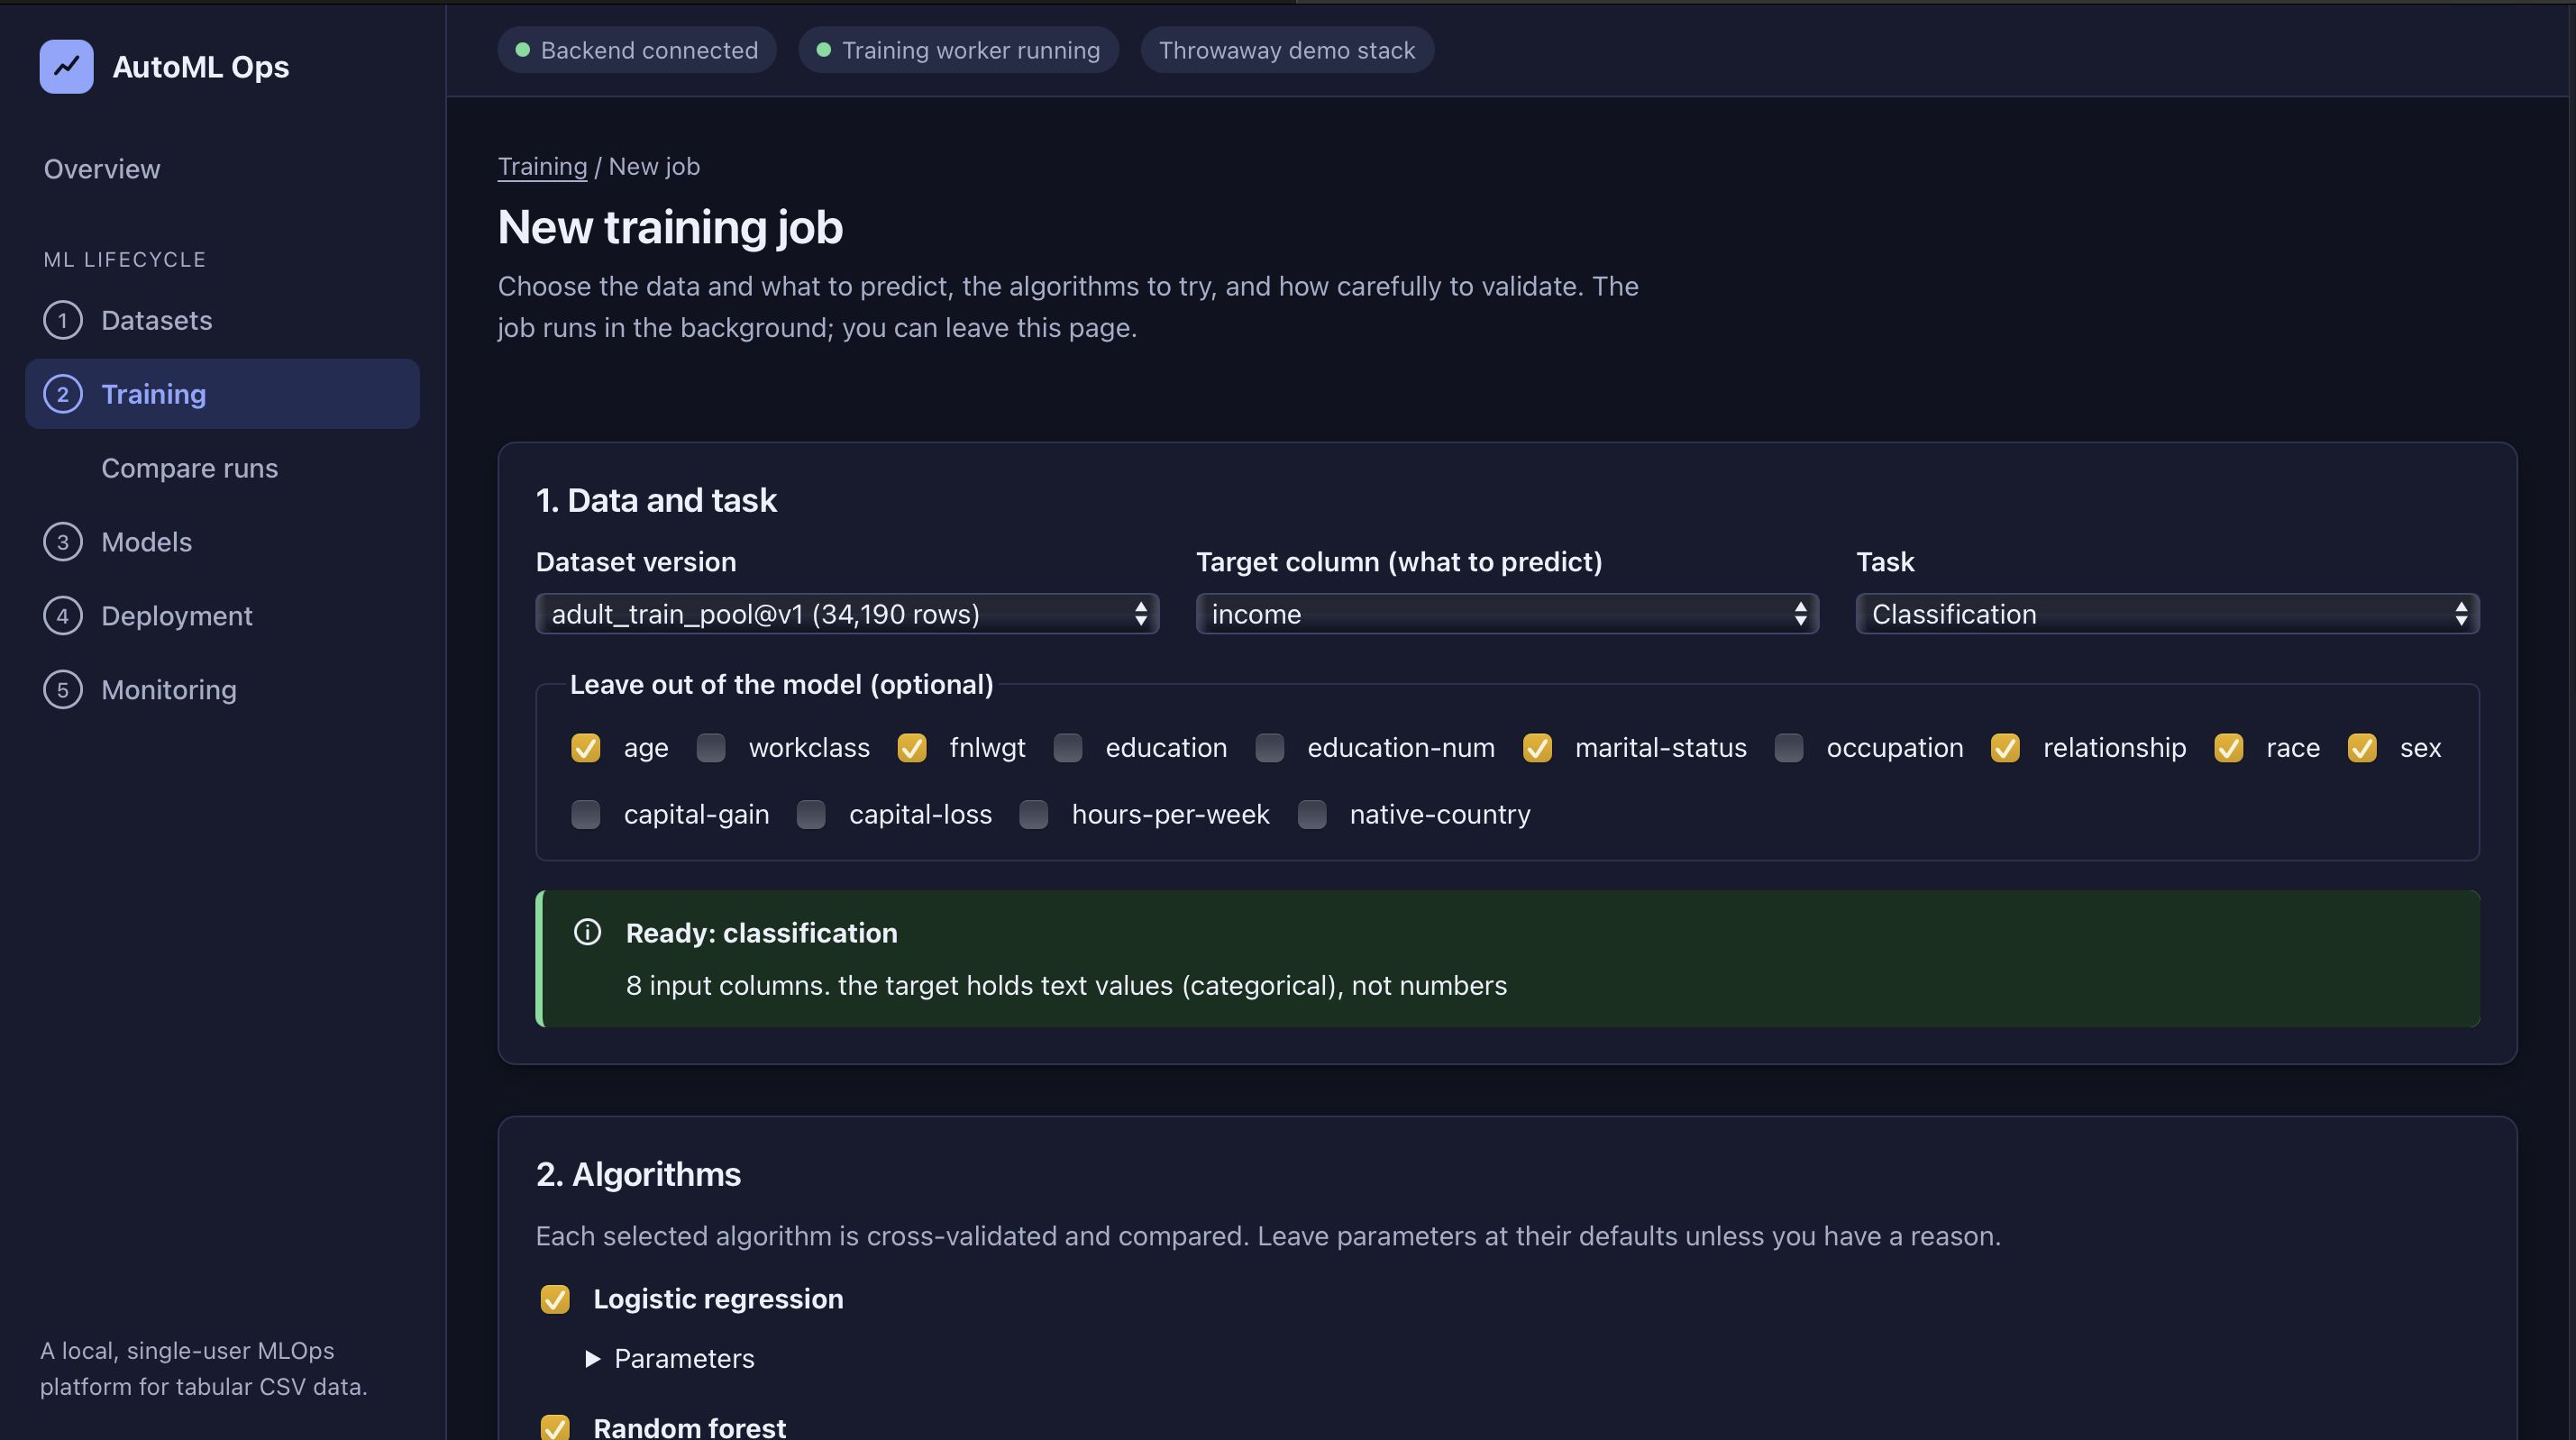 AutoML Ops
Overview
ML LIFECYCLE
1 Datasets
2 Training
Compare runs
3 Models
4 Deployment
5 Monitoring
A local, single-user MLOps
platform for tabular CSV data.
Backend connected
Training worker running
Throwaway demo stack
Training / New job
New training job
Choose the data and what to predict, the algorithms to try, and how carefully to validate. The
job runs in the background; you can leave this page.
1. Data and task
Dataset version
adult_train_pool@v1 (34,190 rows)
Target column (what to predict)
income
Task
Classification
Leave out of the model (optional)
age workclass fnlwgt education education-num marital-status occupation relationship race sex
capital-gain capital-loss hours-per-week native-country
Ready: classification
8 input columns. the target holds text values (categorical), not numbers
2. Algorithms
Each selected algorithm is cross-validated and compared. Leave parameters at their defaults unless you have a reason.
Logistic regression
Parameters
Random forest